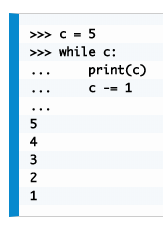 >>> c = 5
>>> while c:
...     print(c)
...     c -= 1
...
5
4
3
2
1